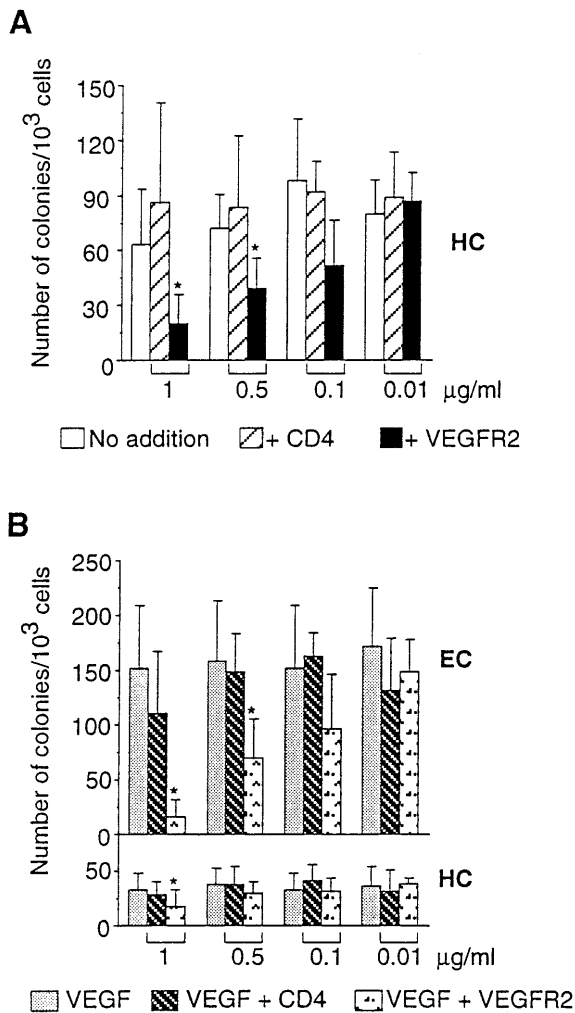 A
Number of colonies/10³ cells
150
120
90
60
30
0
*
*
HC
1 0.5 0.1 0.01 μg/ml
No addition + CD4 + VEGFR2
B
Number of colonies/10³ cells
250
200
150
100
50
0
*
*
EC
50
0
*
HC
1 0.5 0.1 0.01 μg/ml
VEGF VEGF + CD4 VEGF + VEGFR2